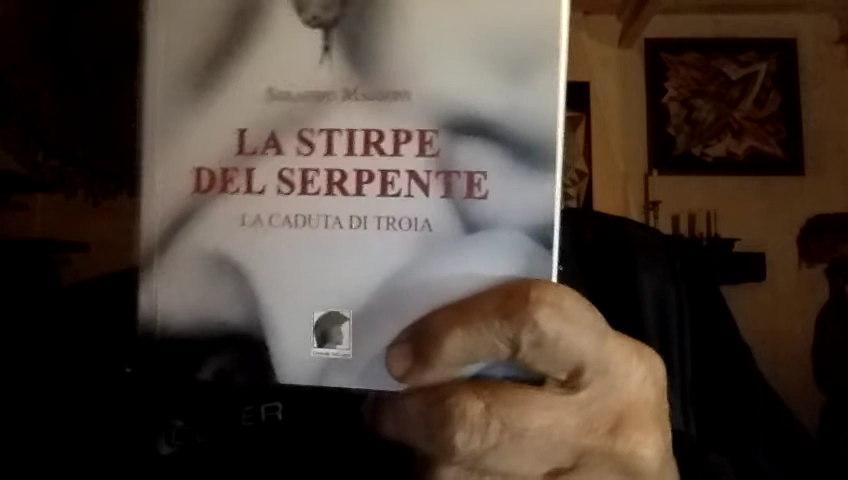 LA STIRPE
DEL SERPENTE
LA CADUTA DI TROIA